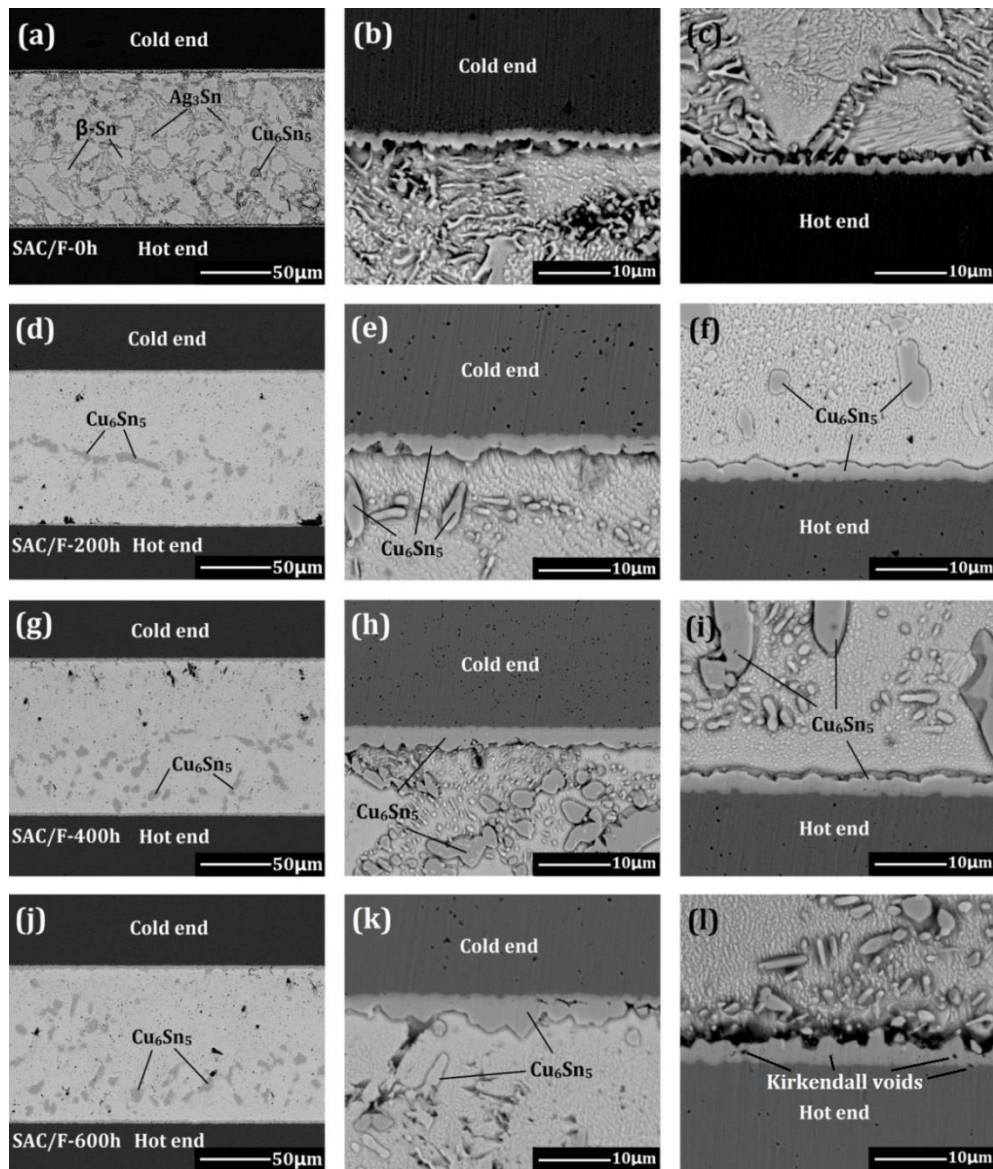 (a)
Cold end
Ag₃Sn
β-Sn
Cu₆Sn₅
SAC/F-0h Hot end
50μm
(b)
Cold end
10μm
(c)
Hot end
10μm
(d)
Cold end
Cu₆Sn₅
SAC/F-200h Hot end
50μm
(e)
Cold end
Cu₆Sn₅
10μm
(f)
Cu₆Sn₅
Hot end
10μm
(g)
Cold end
Cu₆Sn₅
SAC/F-400h Hot end
50μm
(h)
Cold end
Cu₆Sn₅
10μm
(i)
Cu₆Sn₅
Hot end
10μm
(j)
Cold end
Cu₆Sn₅
SAC/F-600h Hot end
50μm
(k)
Cold end
Cu₆Sn₅
10μm
(l)
Kirkendall voids
Hot end
10μm